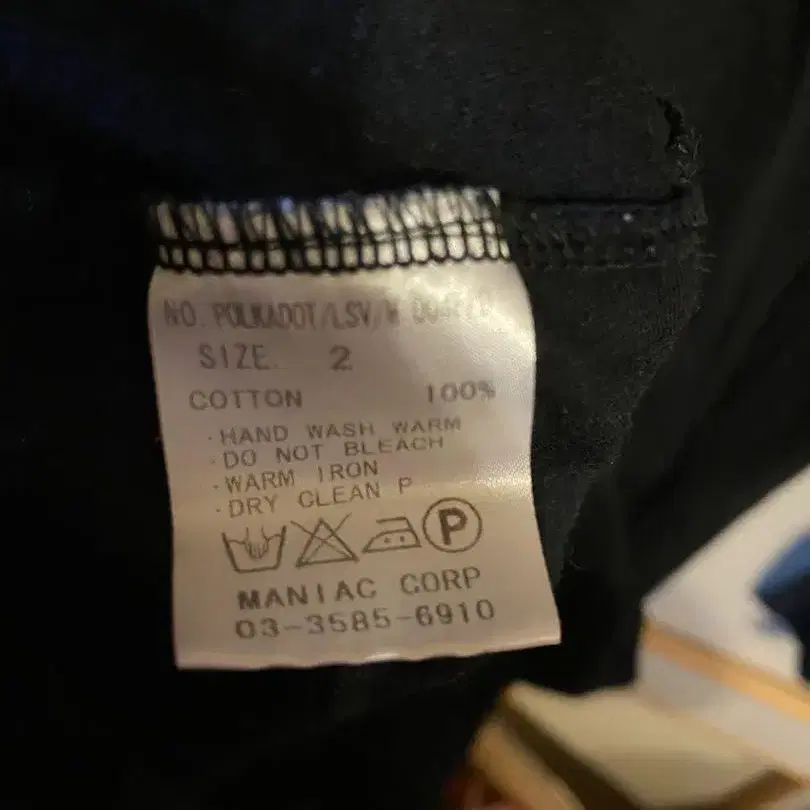 NO. POLKADOT/LSV/W
SIZE. 2
COTTON 100%
·HAND WASH WARM
·DO NOT BLEACH
·WARM IRON
·DRY CLEAN P
P
MANIAC CORP
03-3585-6910